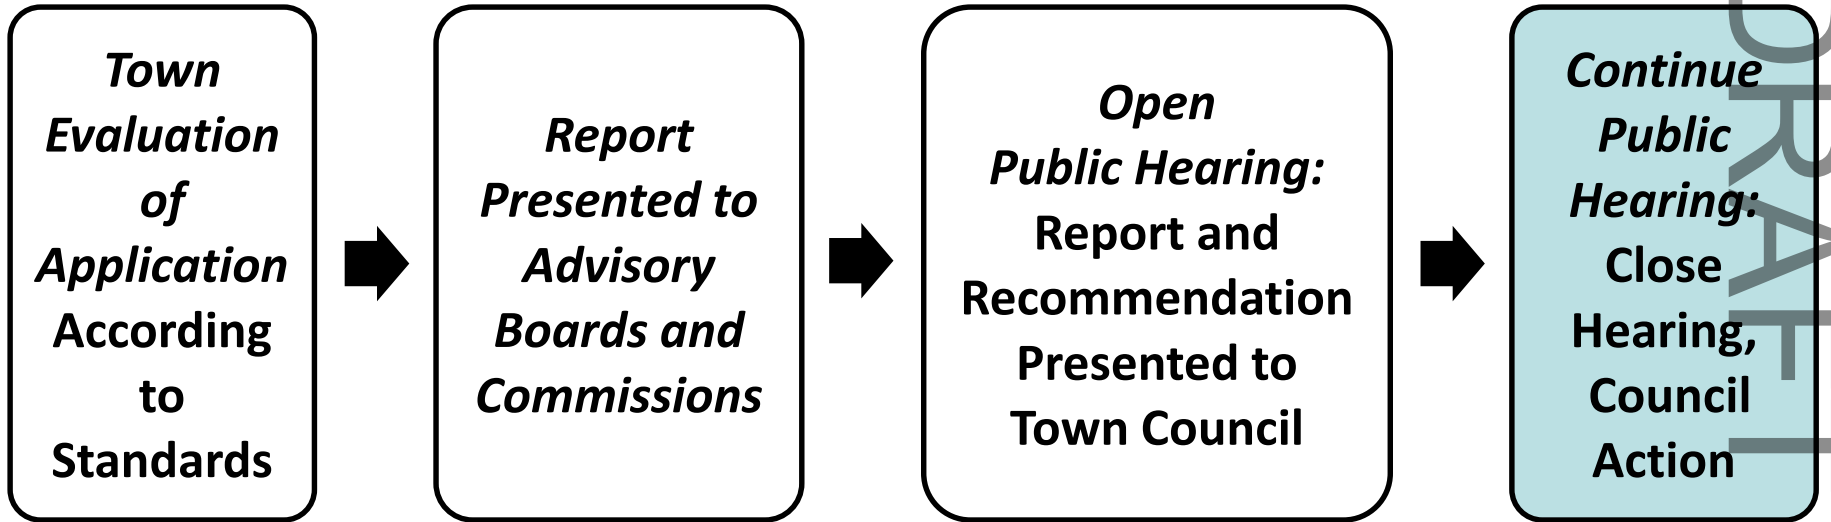 Town
Evaluation
of
Application
According
to
Standards
Report
Presented to
Advisory
Boards and
Commissions
Open
Public Hearing:
Report and
Recommendation
Presented to
Town Council
Continue
Public
Hearing:
Close
Hearing,
Council
Action
DRAFT